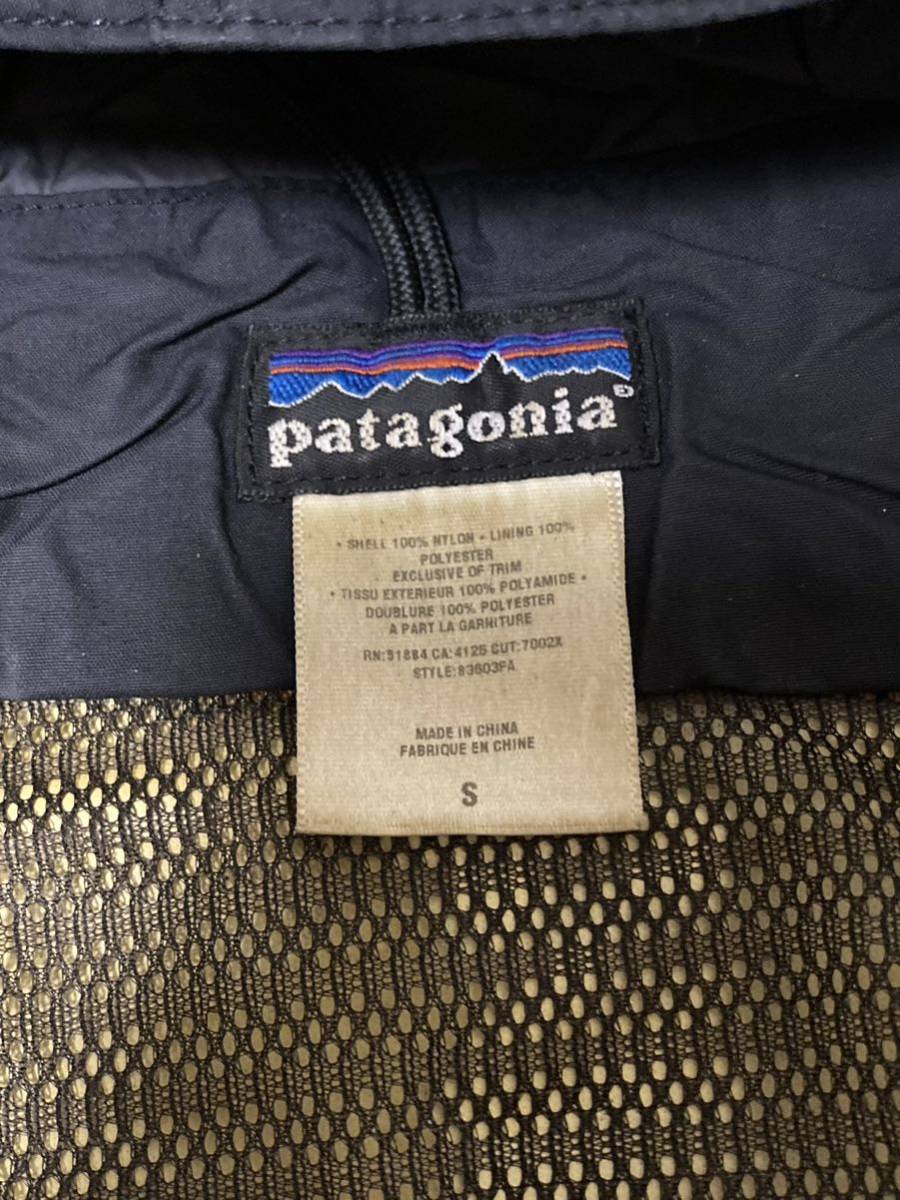 patagonia®
• SHELL 100% NYLON • LINING 100%
POLYESTER
EXCLUSIVE OF TRIM
• TISSU EXTERIEUR 100% POLYAMIDE •
DOUBLURE 100% POLYESTER
A PART LA GARNITURE
RN:51884 CA:4125 CUT:7002X
STYLE:83603FA
MADE IN CHINA
FABRIQUE EN CHINE
S